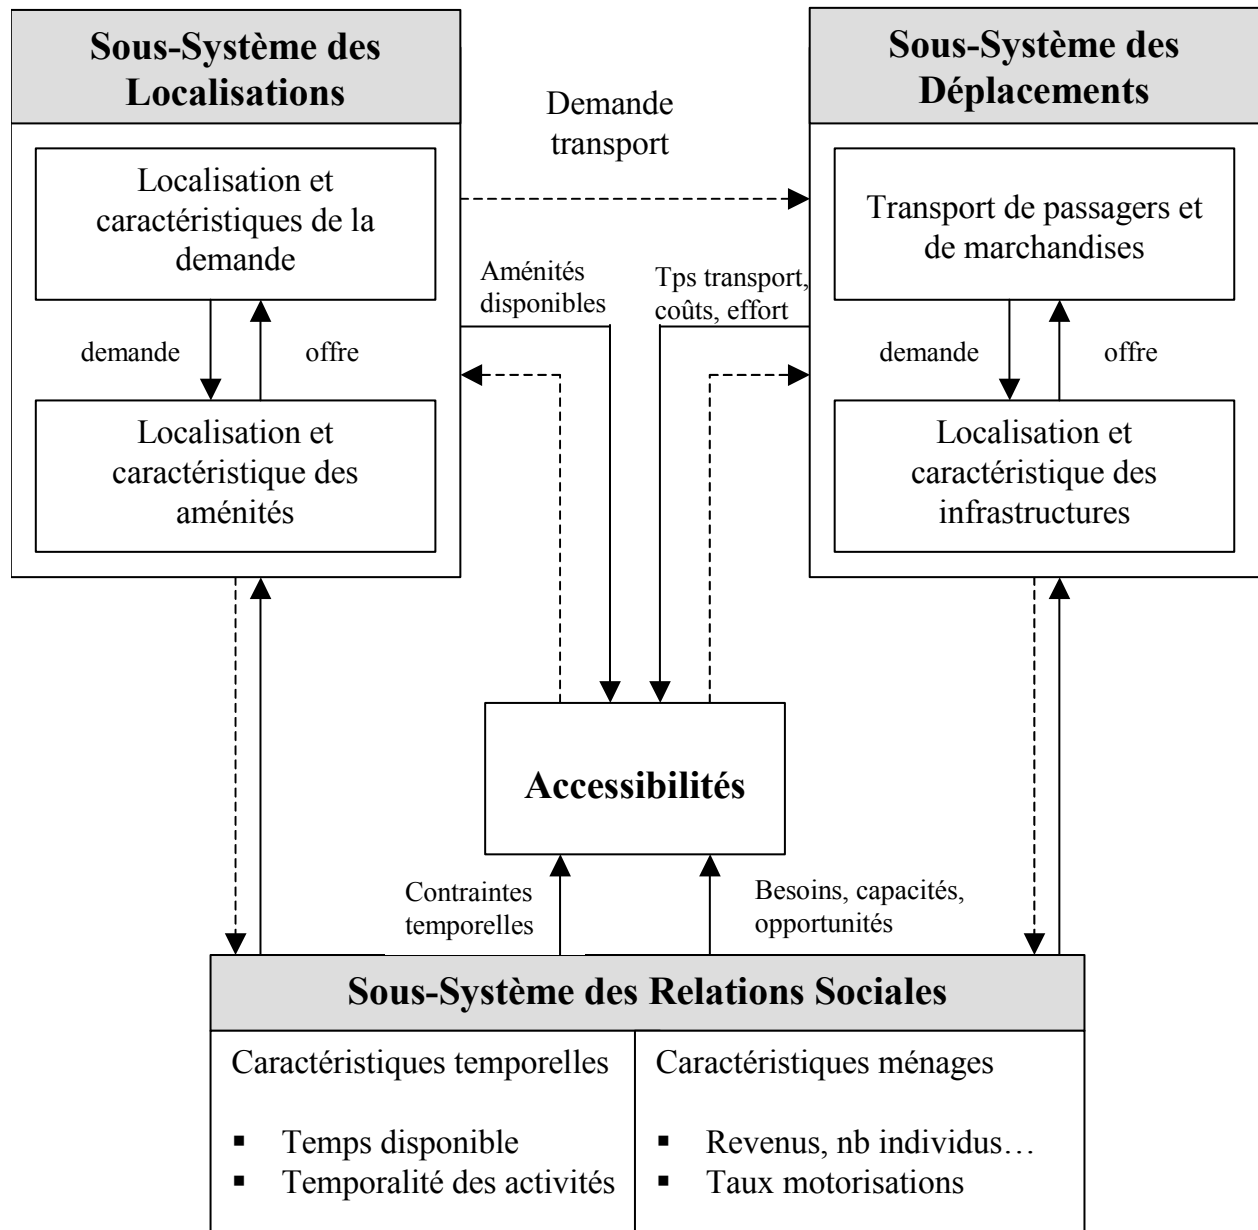 Sous-Système des
Localisations
Sous-Système des
Déplacements
Demande
transport
Localisation et
caractéristiques de la
demande
Transport de passagers et
de marchandises
Aménités
disponibles
Tps transport,
coûts, effort
demande
offre
demande
offre
Localisation et
caractéristique des
aménités
Localisation et
caractéristique des
infrastructures
Accessibilités
Contraintes
temporelles
Besoins, capacités,
opportunités
Sous-Système des Relations Sociales
Caractéristiques temporelles
▪ Temps disponible
▪ Temporalité des activités
Caractéristiques ménages
▪ Revenus, nb individus…
▪ Taux motorisations